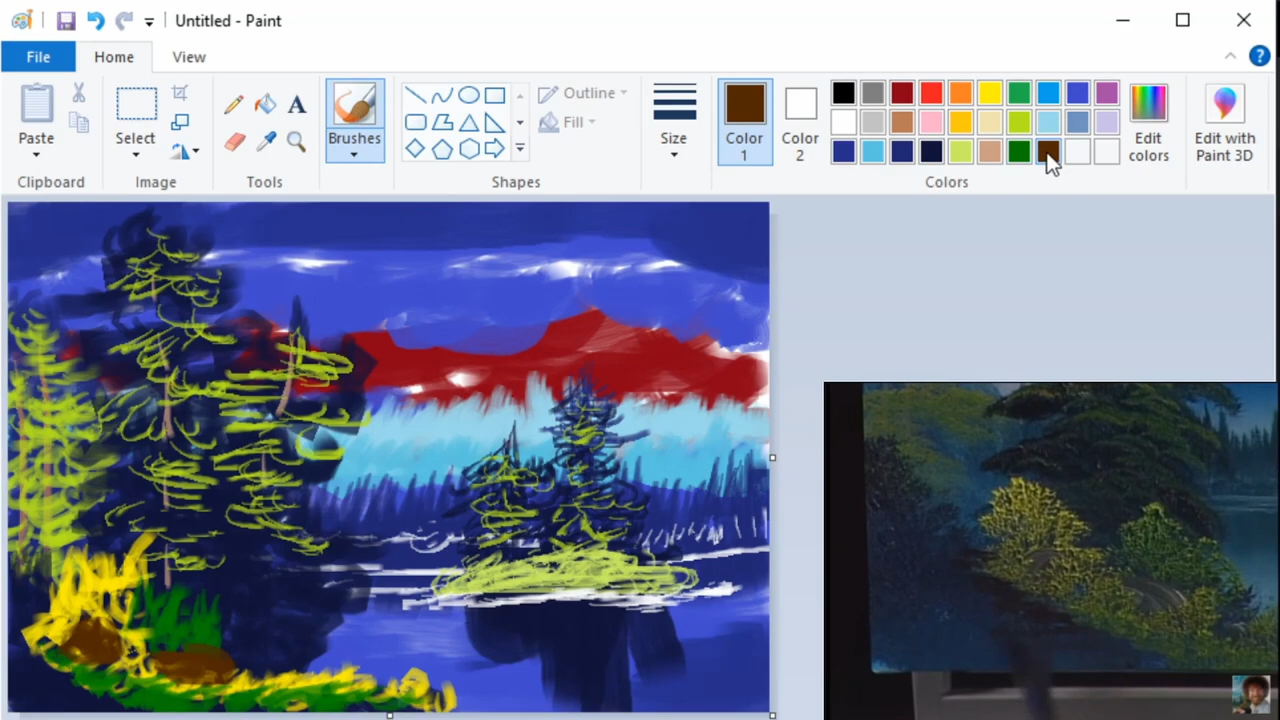 Untitled - Paint
File
Home
View
Paste
Select
Brushes
Outline
Fill
Size
Color 1
Color 2
Edit colors
Edit with Paint 3D
Clipboard
Image
Tools
Shapes
Colors
A
?